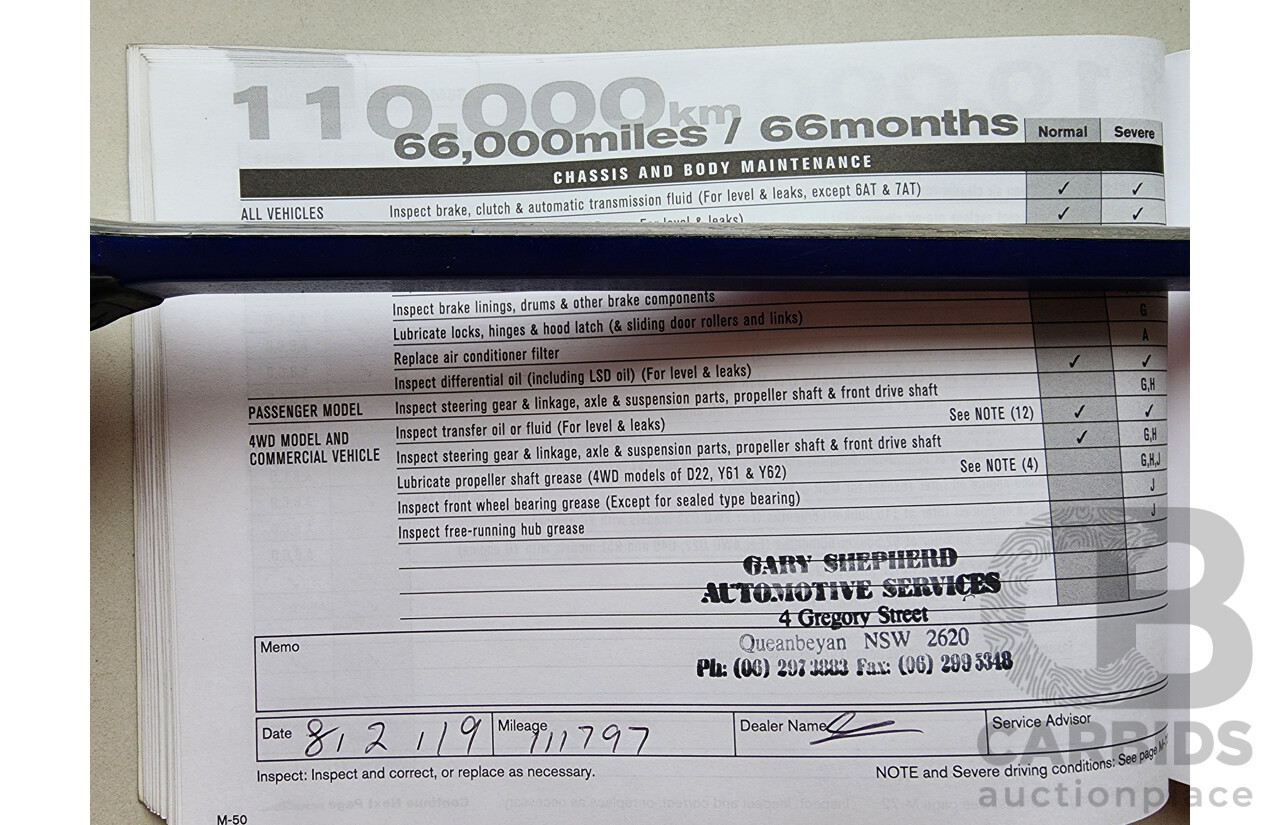 110,000km
66,000miles / 66months
Normal Severe
CHASSIS AND BODY MAINTENANCE
ALL VEHICLES Inspect brake, clutch & automatic transmission fluid (For level & leaks, except 6AT & 7AT) ✓ ✓
For level & leaks) ✓ ✓
Inspect brake linings, drums & other brake components G
Lubricate locks, hinges & hood latch (& sliding door rollers and links) A
Replace air conditioner filter ✓ ✓
Inspect differential oil (including LSD oil) (For level & leaks) G,H
PASSENGER MODEL Inspect steering gear & linkage, axle & suspension parts, propeller shaft & front drive shaft ✓ ✓
4WD MODEL AND COMMERCIAL VEHICLE Inspect transfer oil or fluid (For level & leaks) See NOTE (12) ✓ G,H
Inspect steering gear & linkage, axle & suspension parts, propeller shaft & front drive shaft G,H,J
Lubricate propeller shaft grease (4WD models of D22, Y61 & Y62) See NOTE (4) J
Inspect front wheel bearing grease (Except for sealed type bearing) J
Inspect free-running hub grease
GARY SHEPHERD
AUTOMOTIVE SERVICES
4 Gregory Street
Queanbeyan NSW 2620
Ph: (06) 297 3883 Fax: (06) 299 5348
Memo
Date 8, 2, 119 Mileage 111797 Dealer Name Service Advisor
Inspect: Inspect and correct, or replace as necessary. NOTE and Severe driving conditions: See page
M-50
CB
CARBIDS
auctionplace